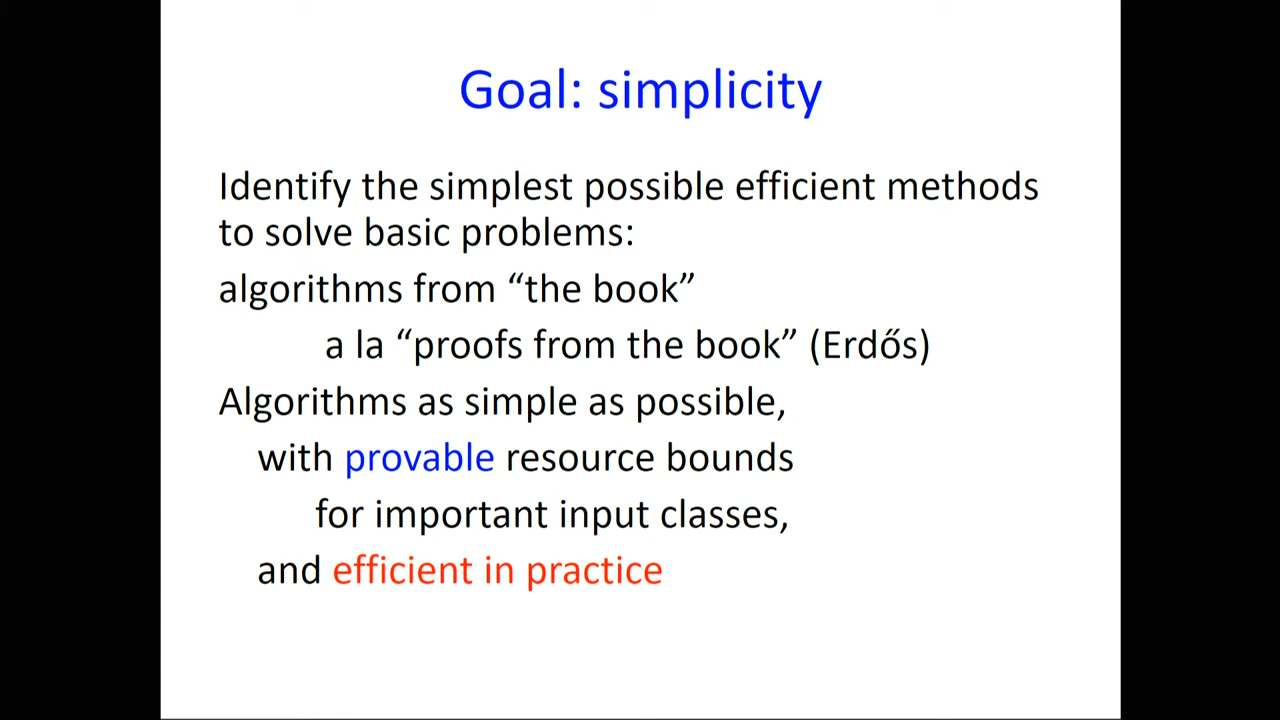 Goal: simplicity
Identify the simplest possible efficient methods
to solve basic problems:
algorithms from “the book”
a la “proofs from the book” (Erdős)
Algorithms as simple as possible,
with provable resource bounds
for important input classes,
and efficient in practice